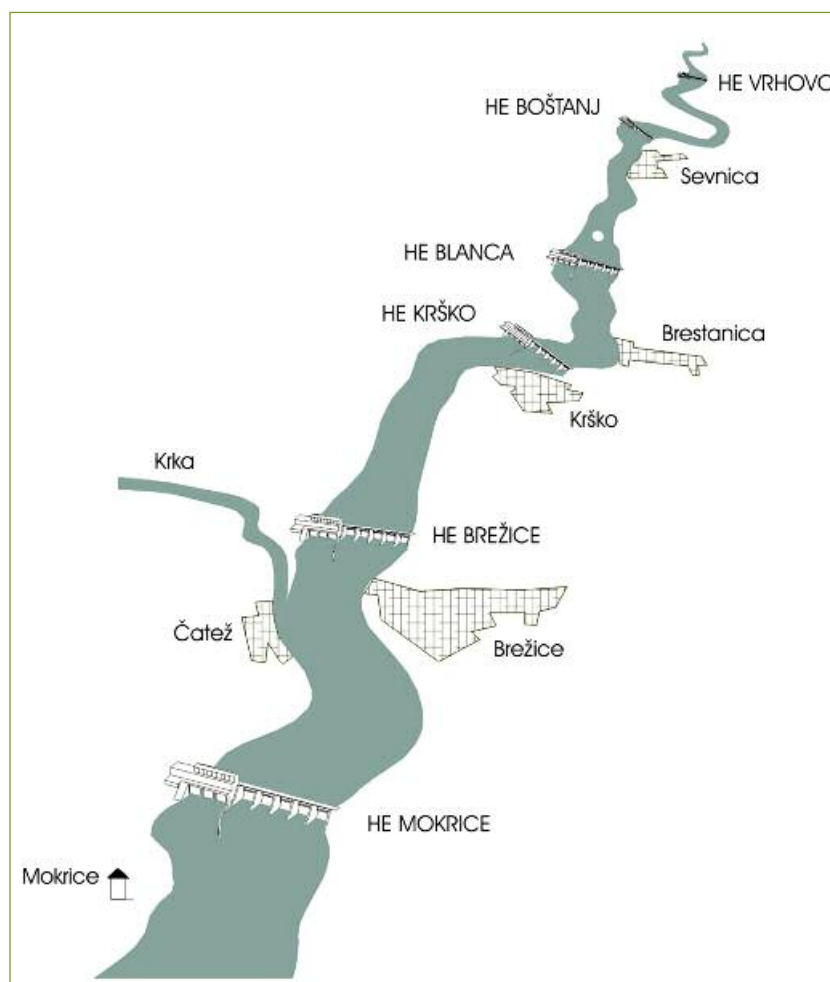 HE VRHOVO
HE BOŠTANJ
Sevnica
HE BLANCA
HE KRŠKO
Brestanica
Krško
Krka
HE BREŽICE
Čatež
Brežice
HE MOKRICE
Mokrice